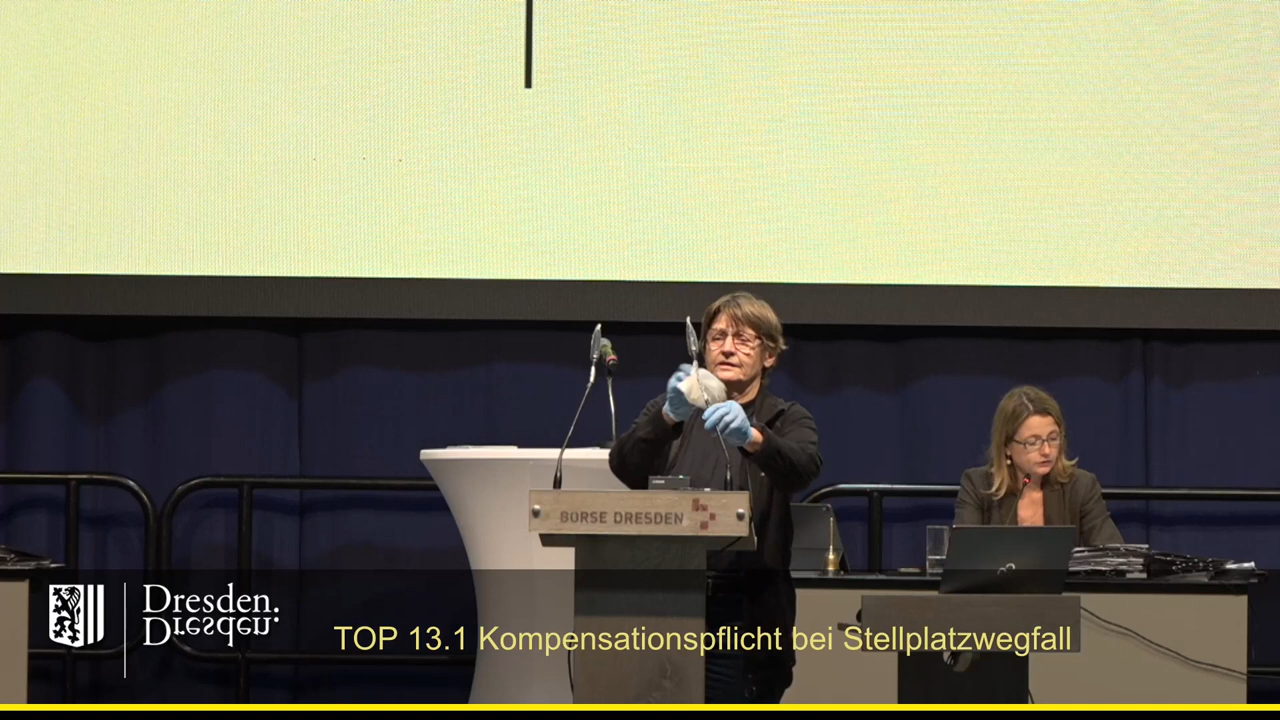 BÖRSE DRESDEN
Dresden.
Dresden.
TOP 13.1 Kompensationspflicht bei Stellplatzwegfall